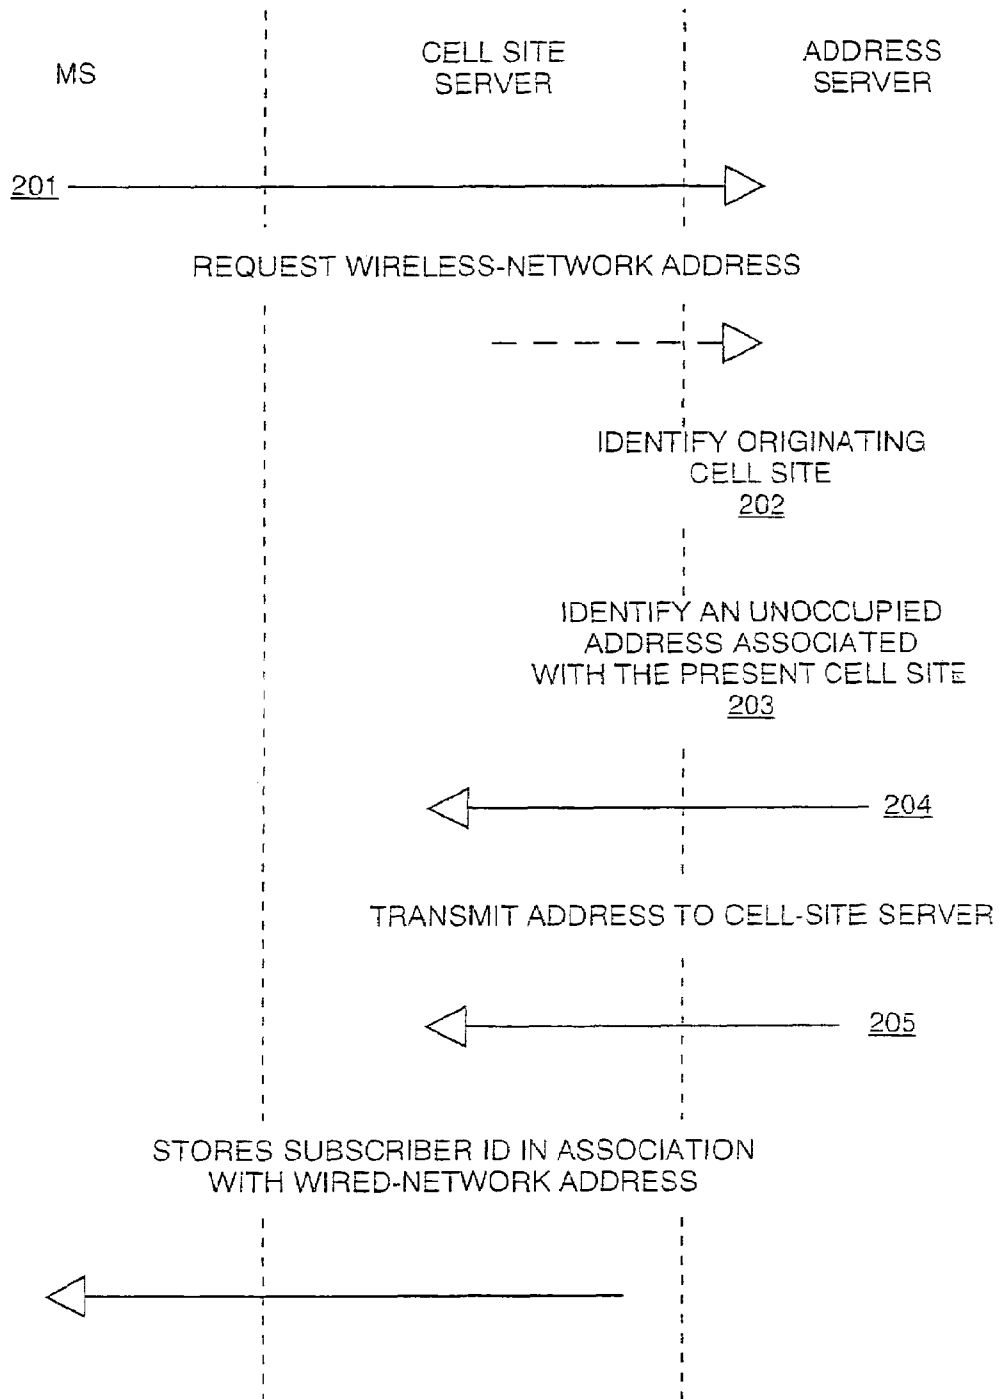 MS
CELL SITE
SERVER
ADDRESS
SERVER
201
REQUEST WIRELESS-NETWORK ADDRESS
IDENTIFY ORIGINATING
CELL SITE
202
IDENTIFY AN UNOCCUPIED
ADDRESS ASSOCIATED
WITH THE PRESENT CELL SITE
203
204
TRANSMIT ADDRESS TO CELL-SITE SERVER
205
STORES SUBSCRIBER ID IN ASSOCIATION
WITH WIRED-NETWORK ADDRESS